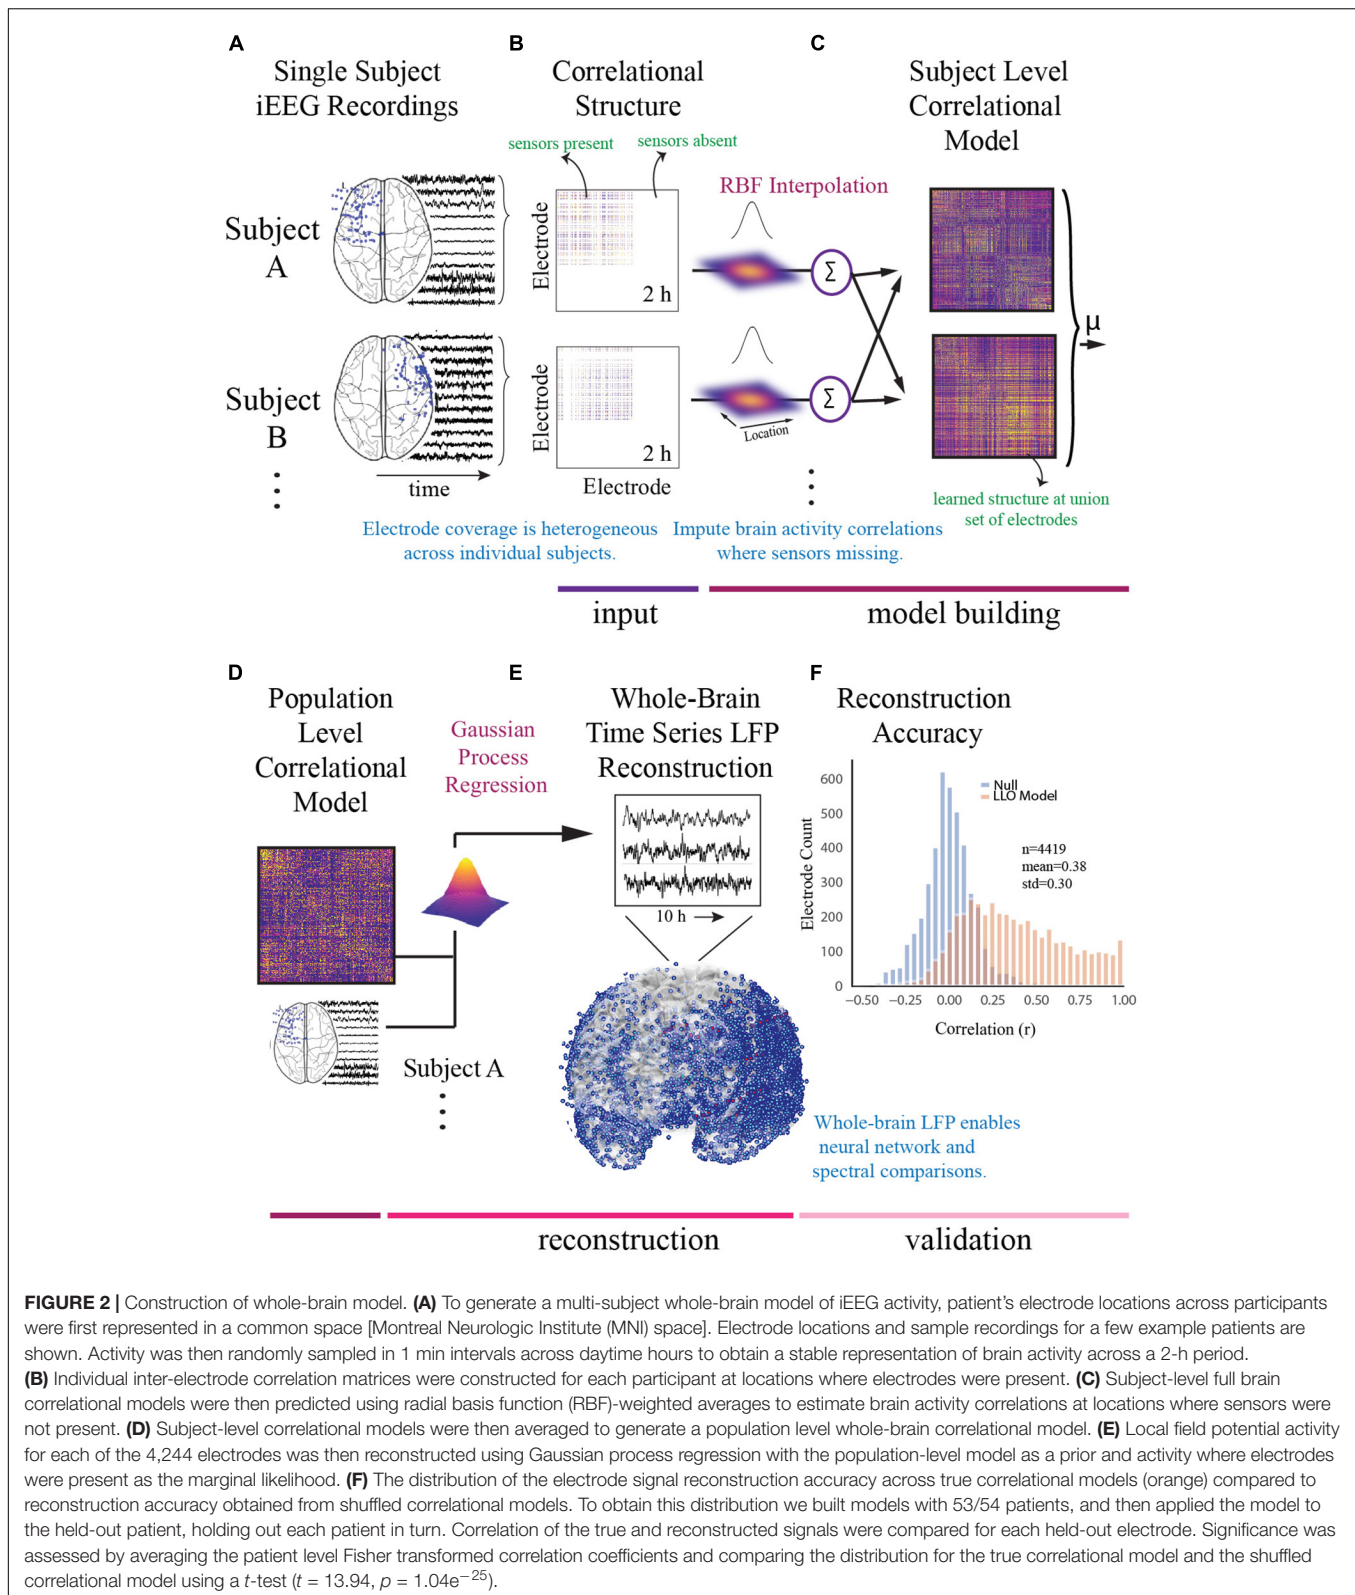 A
B
C
Single Subject
iEEG Recordings
Correlational
Structure
Subject Level
Correlational
Model
sensors present
sensors absent
RBF Interpolation
Subject
A
Electrode
2 h
Σ
μ
Subject
B
Electrode
2 h
Σ
Location
time
Electrode
learned structure at union
set of electrodes
Electrode coverage is heterogeneous
across individual subjects.
Impute brain activity correlations
where sensors missing.
input
model building
D
E
F
Population
Level
Correlational
Model
Gaussian
Process
Regression
Whole-Brain
Time Series LFP
Reconstruction
Reconstruction
Accuracy
10 h
Subject A
Electrode Count
600
500
400
300
200
100
0
Null
LLO Model
n=4419
mean=0.38
std=0.30
−0.50 −0.25 0.00 0.25 0.50 0.75 1.00
Correlation (r)
Whole-brain LFP enables
neural network and
spectral comparisons.
reconstruction
validation
FIGURE 2 | Construction of whole-brain model. (A) To generate a multi-subject whole-brain model of iEEG activity, patient's electrode locations across participants
were first represented in a common space [Montreal Neurologic Institute (MNI) space]. Electrode locations and sample recordings for a few example patients are
shown. Activity was then randomly sampled in 1 min intervals across daytime hours to obtain a stable representation of brain activity across a 2-h period.
(B) Individual inter-electrode correlation matrices were constructed for each participant at locations where electrodes were present. (C) Subject-level full brain
correlational models were then predicted using radial basis function (RBF)-weighted averages to estimate brain activity correlations at locations where sensors were
not present. (D) Subject-level correlational models were then averaged to generate a population level whole-brain correlational model. (E) Local field potential activity
for each of the 4,244 electrodes was then reconstructed using Gaussian process regression with the population-level model as a prior and activity where electrodes
were present as the marginal likelihood. (F) The distribution of the electrode signal reconstruction accuracy across true correlational models (orange) compared to
reconstruction accuracy obtained from shuffled correlational models. To obtain this distribution we built models with 53/54 patients, and then applied the model to
the held-out patient, holding out each patient in turn. Correlation of the true and reconstructed signals were compared for each held-out electrode. Significance was
assessed by averaging the patient level Fisher transformed correlation coefficients and comparing the distribution for the true correlational model and the shuffled
correlational model using a t-test (t = 13.94, p = 1.04e−25).